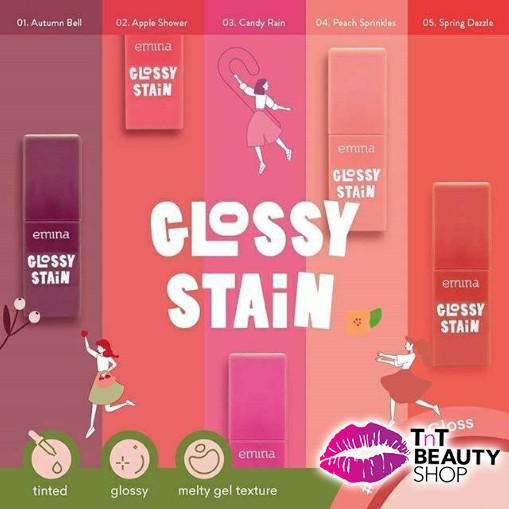 01. Autumn Bell
02. Apple Shower
03. Candy Rain
04. Peach Sprinkles
05. Spring Dazzle
emina
GLOSSY
STAIN
emina
GLOSSY
STAIN
emina
GLOSSY
STAIN
GLOSSY
STAIN
emina
GLOSSY
STAIN
emina
Gloss
TnT
BEAUTY
SHOP
#
tinted
glossy
melty gel texture